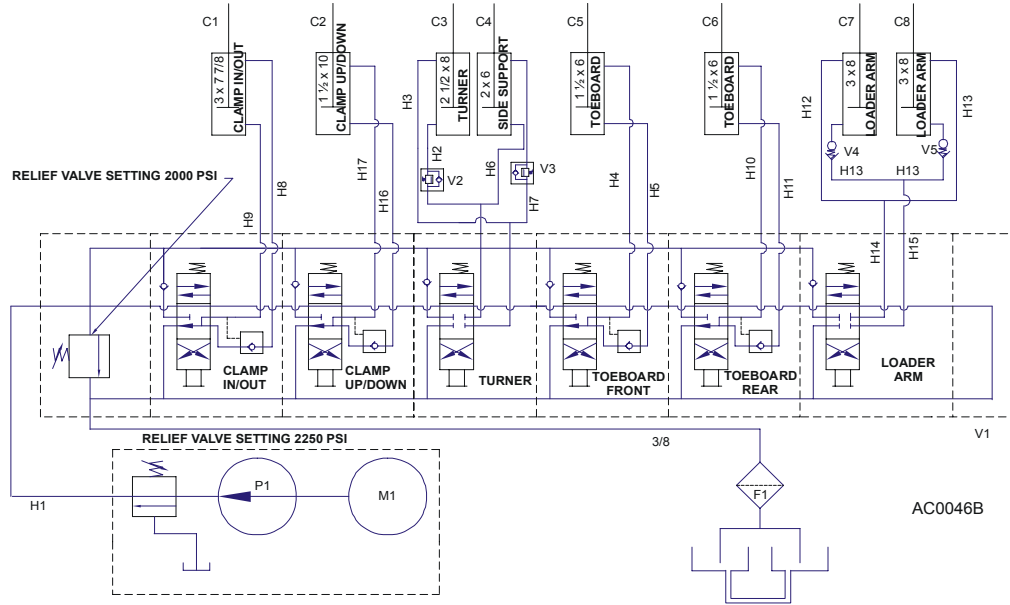 C1
C2
C3
C4
C5
C6
C7
C8
3 x 7 7/8
CLAMP IN/OUT
1 ½ x 10
CLAMP UP/DOWN
2 1/2 x 8
TURNER
2 x 6
SIDE SUPPORT
1 ½ x 6
TOEBOARD
1 ½ x 6
TOEBOARD
3 x 8
LOADER ARM
3 x 8
LOADER ARM
H3
H12
H13
H2
V4
V5
RELIEF VALVE SETTING 2000 PSI
H9
H8
H17
H16
V2
H6
V3
H7
H4
H5
H10
H11
H13
H13
H14
H15
CLAMP
IN/OUT
CLAMP
UP/DOWN
TURNER
TOEBOARD
FRONT
TOEBOARD
REAR
LOADER
ARM
V1
RELIEF VALVE SETTING 2250 PSI
3/8
H1
P1
M1
F1
AC0046B